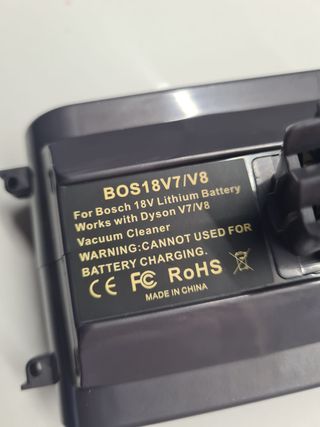 BOS18V7/V8
For Bosch 18V Lithium Battery
Works with Dyson V7/V8
Vacuum Cleaner
WARNING:CANNOT USED FOR
BATTERY CHARGING.
CE FC RoHS
MADE IN CHINA